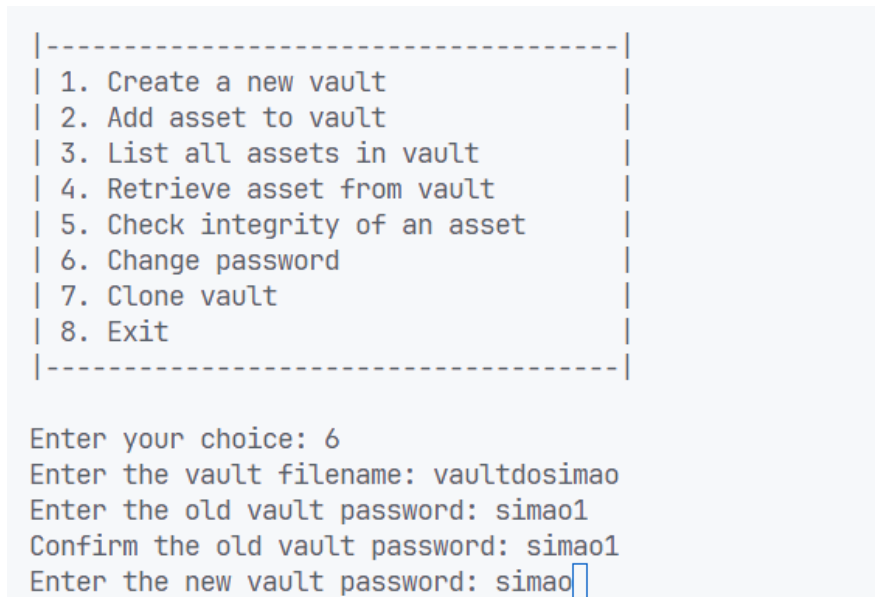 |-------------------------------------|
| 1. Create a new vault               |
| 2. Add asset to vault               |
| 3. List all assets in vault         |
| 4. Retrieve asset from vault        |
| 5. Check integrity of an asset      |
| 6. Change password                  |
| 7. Clone vault                      |
| 8. Exit                             |
|-------------------------------------|
Enter your choice: 6
Enter the vault filename: vaultdosimao
Enter the old vault password: simao1
Confirm the old vault password: simao1
Enter the new vault password: simao